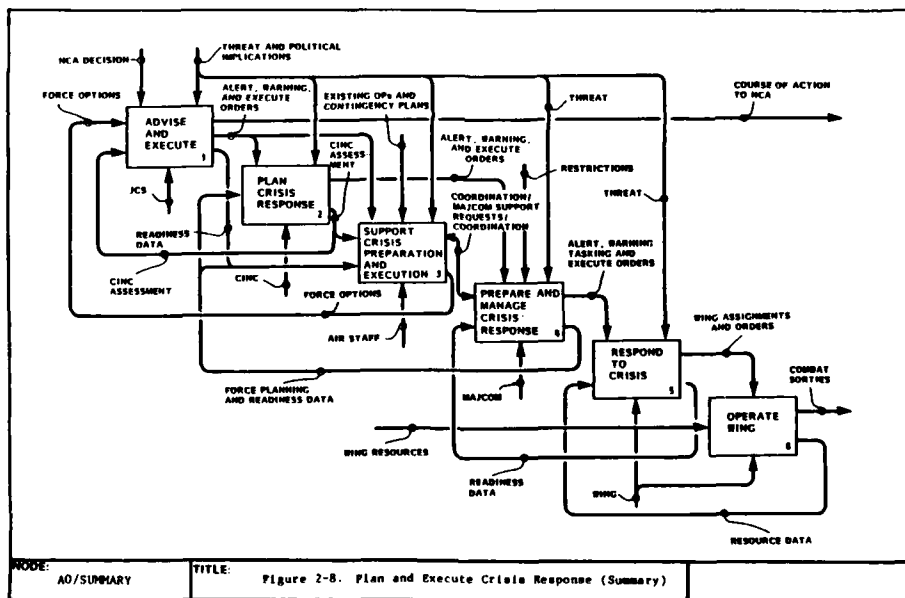 NCA DECISION
THREAT AND POLITICAL
IMPLICATIONS
FORCE OPTIONS
ALERT, WARNING,
AND EXECUTE
ORDERS
EXISTING OPs AND
CONTINGENCY PLANS
THREAT
COURSE OF ACTION
TO NCA
ADVISE
AND
EXECUTE
1
CINC
ASSESS-
MENT
ALERT, WARNING,
AND EXECUTE
ORDERS
RESTRICTIONS
JCS
PLAN
CRISIS
RESPONSE
2
COORDINATION/
MAJCOM SUPPORT
REQUESTS/
COORDINATION
THREAT
READINESS
DATA
SUPPORT
CRISIS
PREPARATION
AND
EXECUTION 3
ALERT, WARNING
TASKING AND
EXECUTE ORDERS
CINC
ASSESSMENT
CINC
FORCE OPTIONS
PREPARE AND
MANAGE
CRISIS
RESPONSE
4
AIR STAFF
WING ASSIGNMENTS
AND ORDERS
RESPOND
TO
CRISIS
5
COMBAT
SORTIES
FORCE PLANNING
AND READINESS DATA
MAJCOM
OPERATE
WING
6
WING RESOURCES
READINESS
DATA
WING
RESOURCE DATA
NODE:
AO/SUMMARY
TITLE:
Figure 2-8. Plan and Execute Crisis Response (Summary)